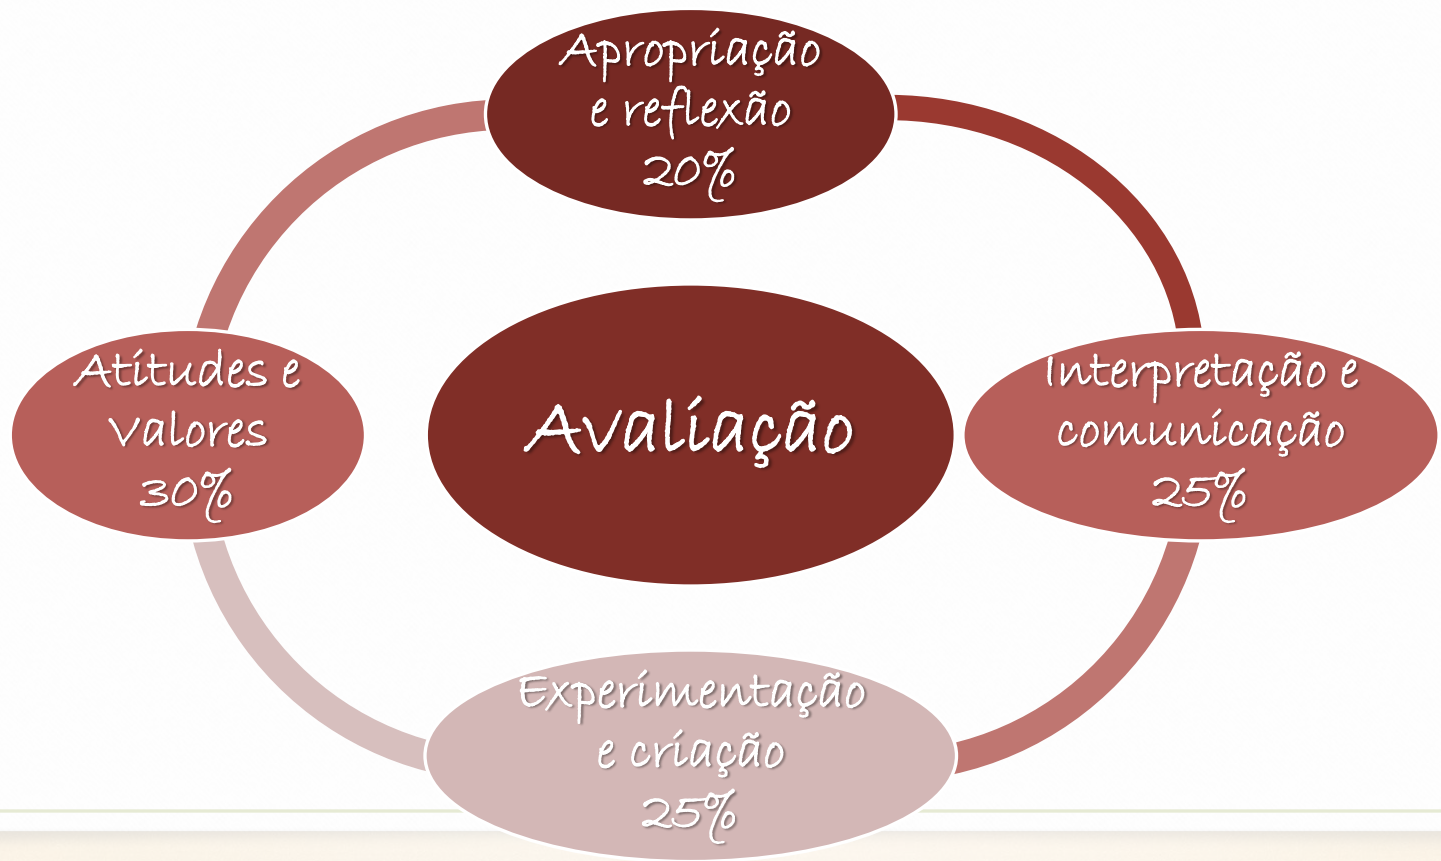 Apropriação
e reflexão
20%
Atitudes e
Valores
30%
Avaliação
Interpretação e
comunicação
25%
Experimentação
e criação
25%